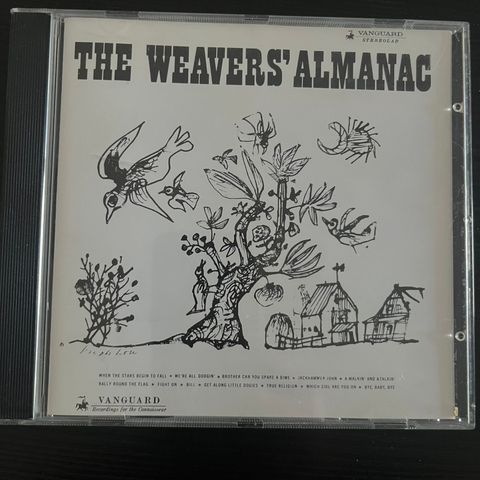 VANGUARD
STEREOLAB
THE WEAVERS' ALMANAC
WHEN THE STARS BEGIN TO FALL ★ WE'RE ALL DODGIN' ★ BROTHER CAN YOU SPARE A DIME ★ JACKHAMMER JOHN ★ A-WALKIN' AND A-TALKIN'
RALLY ROUND THE FLAG ★ FIGHT ON ★ BILL ★ GET ALONG LITTLE DOGIES ★ TRUE RELIGION ★ WHICH SIDE ARE YOU ON ★ BYE, BABY, BYE
VANGUARD
Recordings for the Connoisseur